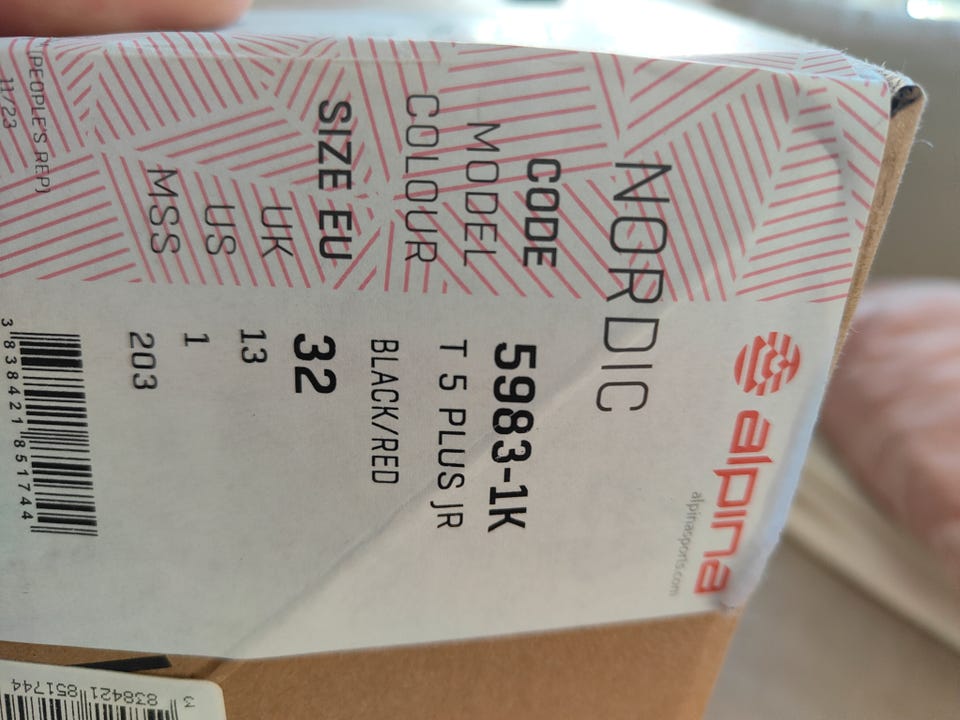 alpina
alpinasports.com
NORDIC
CODE 5983-1K
MODEL T 5 PLUS JR
COLOUR BLACK/RED
SIZE EU 32
UK 13
US 1
MSS 203
3 838421 851744
(PEOPLE'S REP)
11/23
3 838421 851744